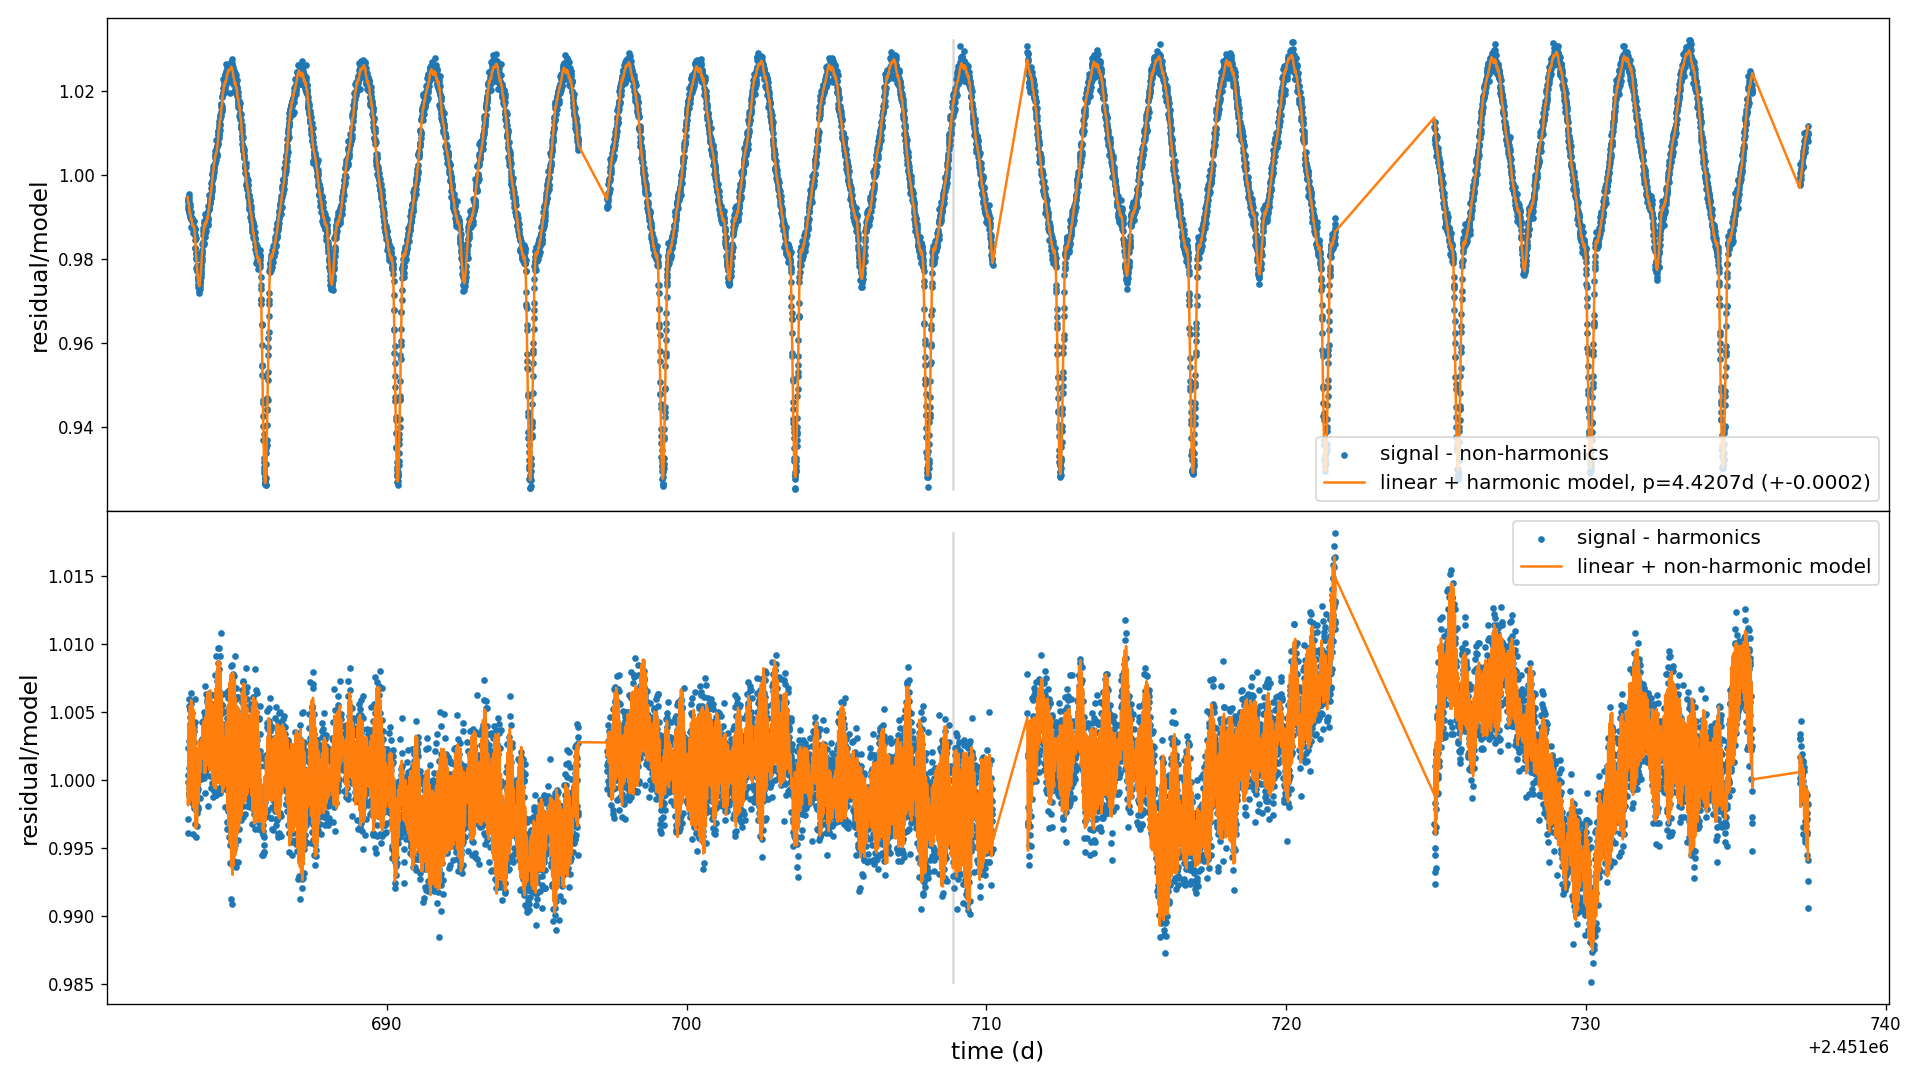 residual/model
1.02
1.00
0.98
0.96
0.94
signal - non-harmonics
linear + harmonic model, p=4.4207d (+-0.0002)
residual/model
1.015
1.010
1.005
1.000
0.995
0.990
0.985
signal - harmonics
linear + non-harmonic model
690
700
710
720
730
740
time (d)
+2.451e6